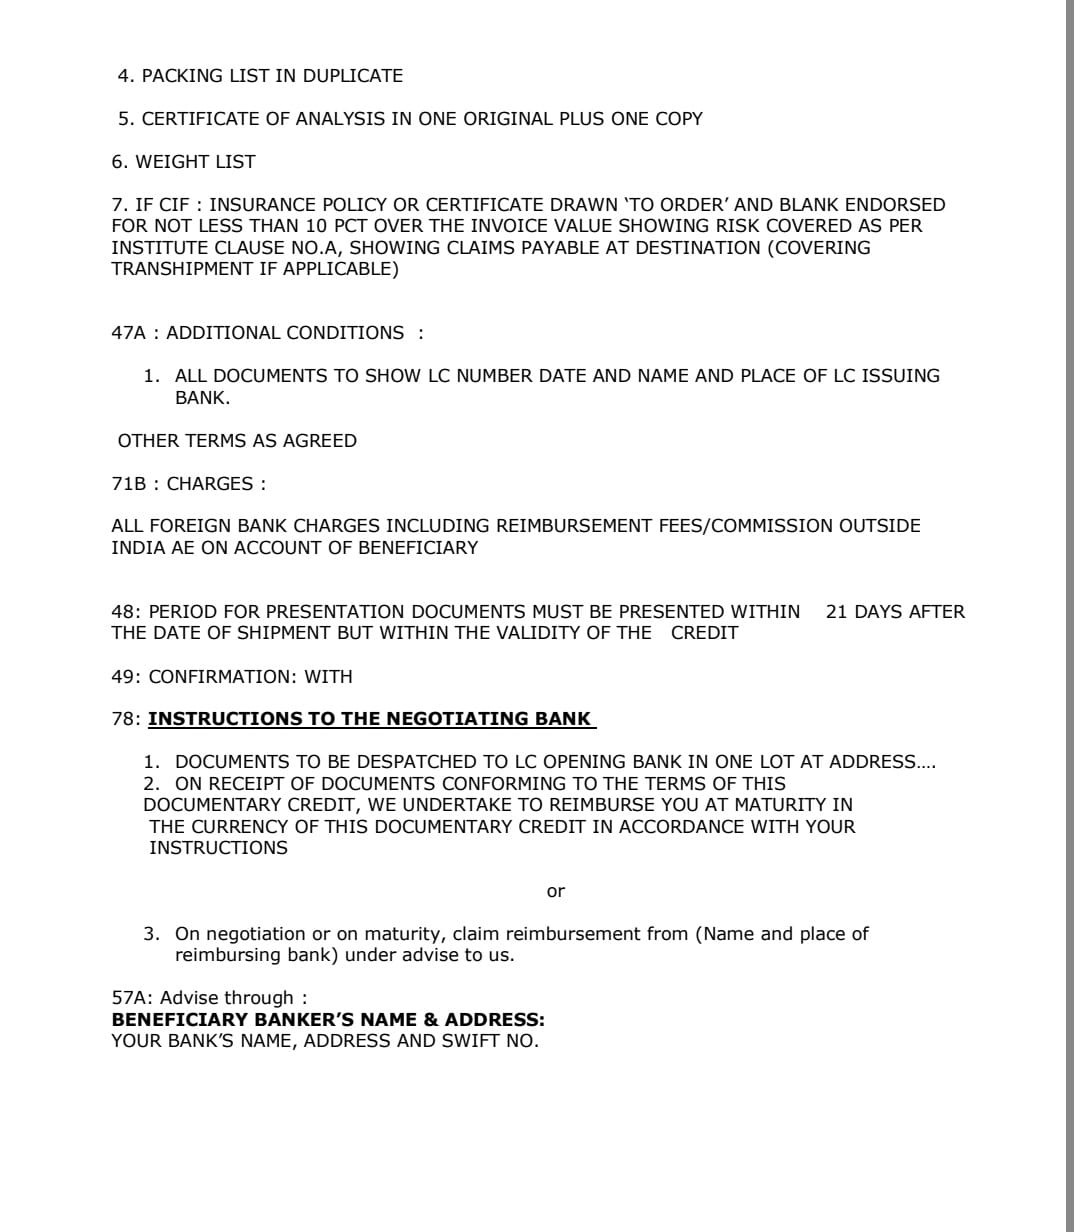 4. PACKING LIST IN DUPLICATE
5. CERTIFICATE OF ANALYSIS IN ONE ORIGINAL PLUS ONE COPY
6. WEIGHT LIST
7. IF CIF : INSURANCE POLICY OR CERTIFICATE DRAWN ‘TO ORDER’ AND BLANK ENDORSED
FOR NOT LESS THAN 10 PCT OVER THE INVOICE VALUE SHOWING RISK COVERED AS PER
INSTITUTE CLAUSE NO.A, SHOWING CLAIMS PAYABLE AT DESTINATION (COVERING
TRANSHIPMENT IF APPLICABLE)
47A : ADDITIONAL CONDITIONS :
1. ALL DOCUMENTS TO SHOW LC NUMBER DATE AND NAME AND PLACE OF LC ISSUING
BANK.
OTHER TERMS AS AGREED
71B : CHARGES :
ALL FOREIGN BANK CHARGES INCLUDING REIMBURSEMENT FEES/COMMISSION OUTSIDE
INDIA AE ON ACCOUNT OF BENEFICIARY
48: PERIOD FOR PRESENTATION DOCUMENTS MUST BE PRESENTED WITHIN 21 DAYS AFTER
THE DATE OF SHIPMENT BUT WITHIN THE VALIDITY OF THE CREDIT
49: CONFIRMATION: WITH
78: INSTRUCTIONS TO THE NEGOTIATING BANK
1. DOCUMENTS TO BE DESPATCHED TO LC OPENING BANK IN ONE LOT AT ADDRESS....
2. ON RECEIPT OF DOCUMENTS CONFORMING TO THE TERMS OF THIS
DOCUMENTARY CREDIT, WE UNDERTAKE TO REIMBURSE YOU AT MATURITY IN
THE CURRENCY OF THIS DOCUMENTARY CREDIT IN ACCORDANCE WITH YOUR
INSTRUCTIONS
or
3. On negotiation or on maturity, claim reimbursement from (Name and place of
reimbursing bank) under advise to us.
57A: Advise through :
BENEFICIARY BANKER’S NAME & ADDRESS:
YOUR BANK’S NAME, ADDRESS AND SWIFT NO.